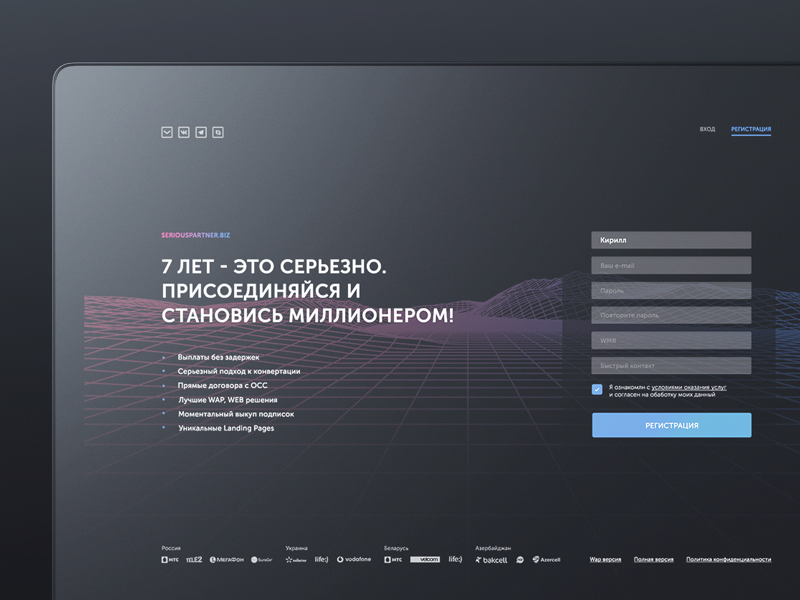 ВХОД
РЕГИСТРАЦИЯ
SERIOUSPARTNER.BIZ
7 ЛЕТ - ЭТО СЕРЬЕЗНО.
ПРИСОЕДИНЯЙСЯ И
СТАНОВИСЬ МИЛЛИОНЕРОМ!
Выплаты без задержек
Серьезный подход к конвертации
Прямые договора с ОСС
Лучшие WAP, WEB решения
Моментальный выкуп подписок
Уникальные Landing Pages
Кирилл
Ваш e-mail
Пароль
Повторите пароль
WMR
Быстрый контакт
Я ознакомлн с условиями оказания услуг
и согласен на обаботку моих данный
РЕГИСТРАЦИЯ
Россия
Украина
Беларусь
Азербайджан
МТС TELE2 МЕГАФОН life:) vodafone МТС velcom life:) bakcell Azercell
Wap версия
Полная версия
Политика конфиденциальности